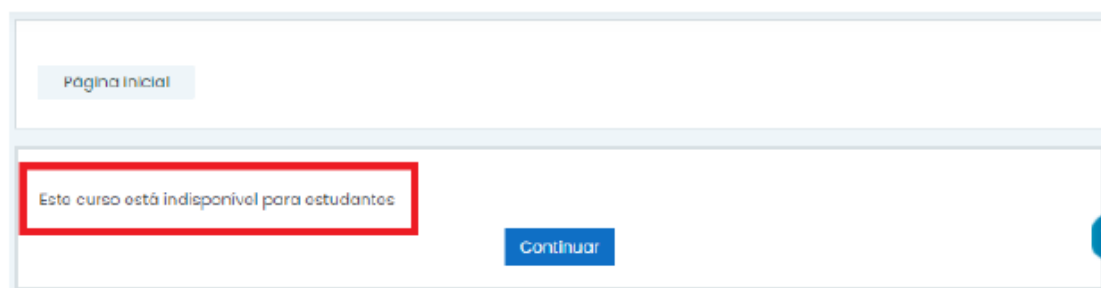 Página inicial
Este curso está indisponível para estudantes
Continuar